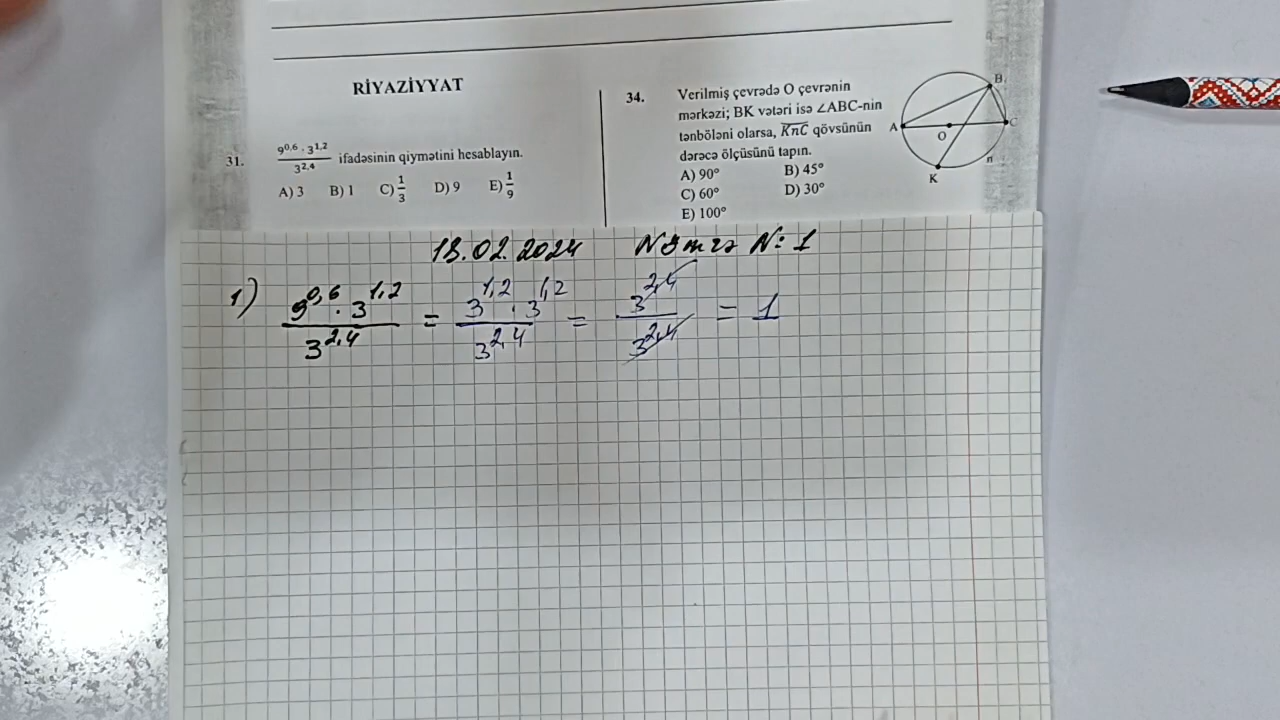 RİYAZİYYAT
31. 9^0,6 · 3^1,2 / 3^2,4 ifadəsinin qiymətini hesablayın.
A) 3 B) 1 C) 1/3 D) 9 E) 1/9
34. Verilmiş çevrədə O çevrənin
mərkəzi; BK vətəri isə ∠ABC-nin
tənböləni olarsa, KnC qövsünün
dərəcə ölçüsünü tapın.
A) 90° B) 45°
C) 60° D) 30°
E) 100°
A B C O K n
18.02.2024 Nümrə №: 1
1) 9^0,6 · 3^1,2 / 3^2,4 = 3^1,2 · 3^1,2 / 3^2,4 = 3^2,4 / 3^2,4 = 1